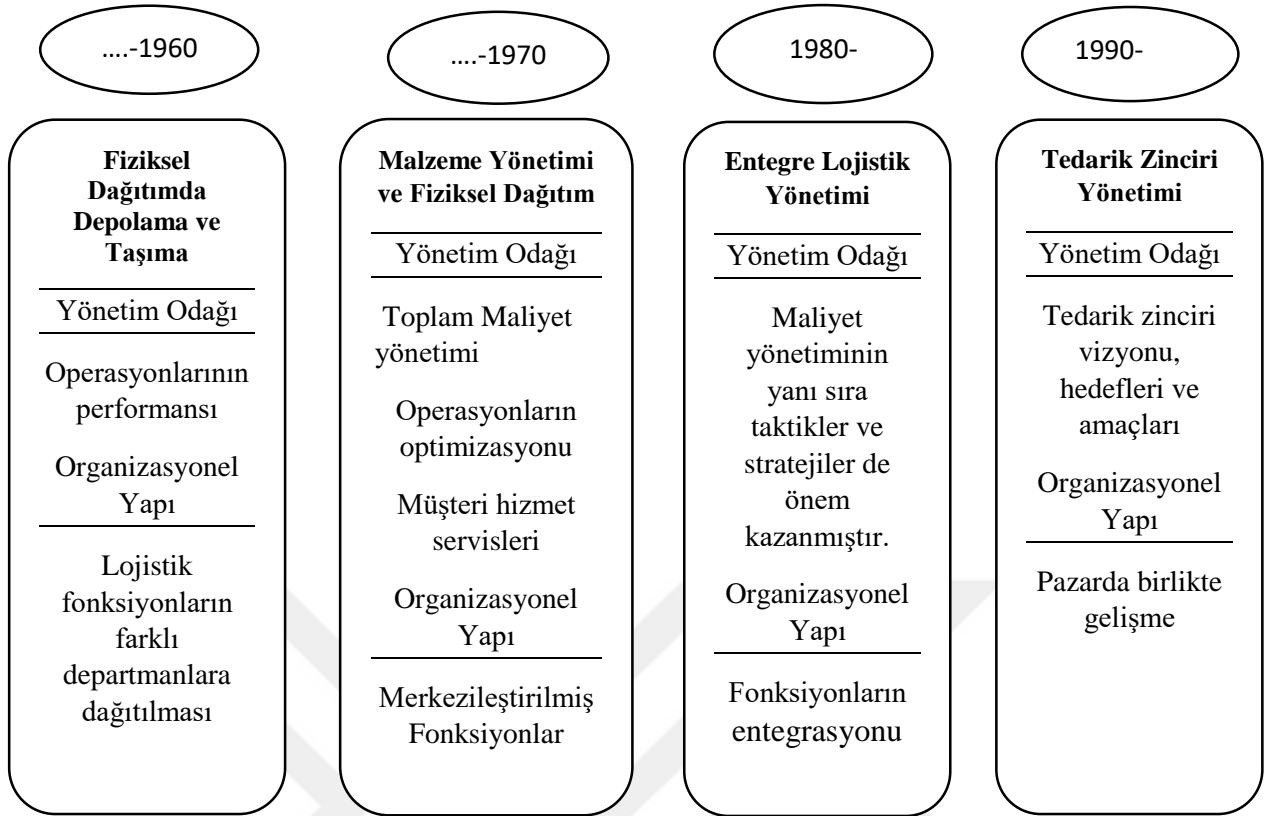 ….-1960
Fiziksel
Dağıtımda
Depolama ve
Taşıma
Yönetim Odağı
Operasyonlarının
performansı
Organizasyonel
Yapı
Lojistik
fonksiyonların
farklı
departmanlara
dağıtılması
….-1970
Malzeme Yönetimi
ve Fiziksel Dağıtım
Yönetim Odağı
Toplam Maliyet
yönetimi
Operasyonların
optimizasyonu
Müşteri hizmet
servisleri
Organizasyonel
Yapı
Merkezileştirilmiş
Fonksiyonlar
1980-
Entegre Lojistik
Yönetimi
Yönetim Odağı
Maliyet
yönetiminin
yanı sıra
taktikler ve
stratejiler de
önem
kazanmıştır.
Organizasyonel
Yapı
Fonksiyonların
entegrasyonu
1990-
Tedarik Zinciri
Yönetimi
Yönetim Odağı
Tedarik zinciri
vizyonu,
hedefleri ve
amaçları
Organizasyonel
Yapı
Pazarda birlikte
gelişme